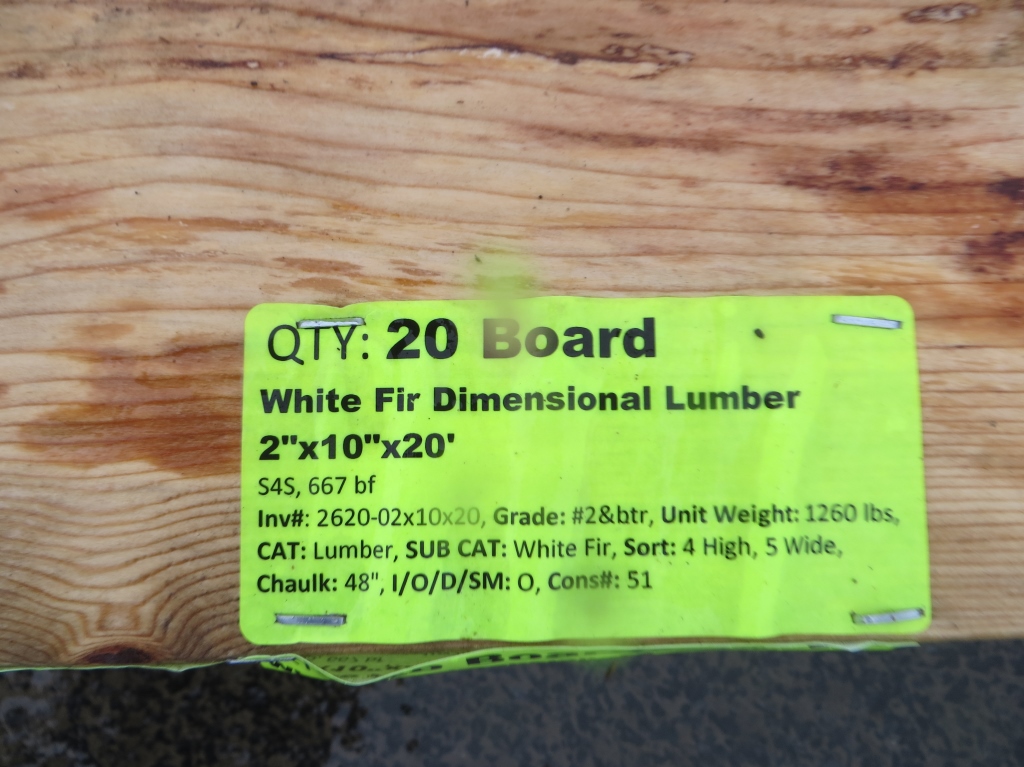 QTY: 20 Board
White Fir Dimensional Lumber
2"x10"x20'
S4S, 667 bf
Inv#: 2620-02x10x20, Grade: #2&btr, Unit Weight: 1260 lbs,
CAT: Lumber, SUB CAT: White Fir, Sort: 4 High, 5 Wide,
Chaulk: 48", I/O/D/SM: O, Cons#: 51